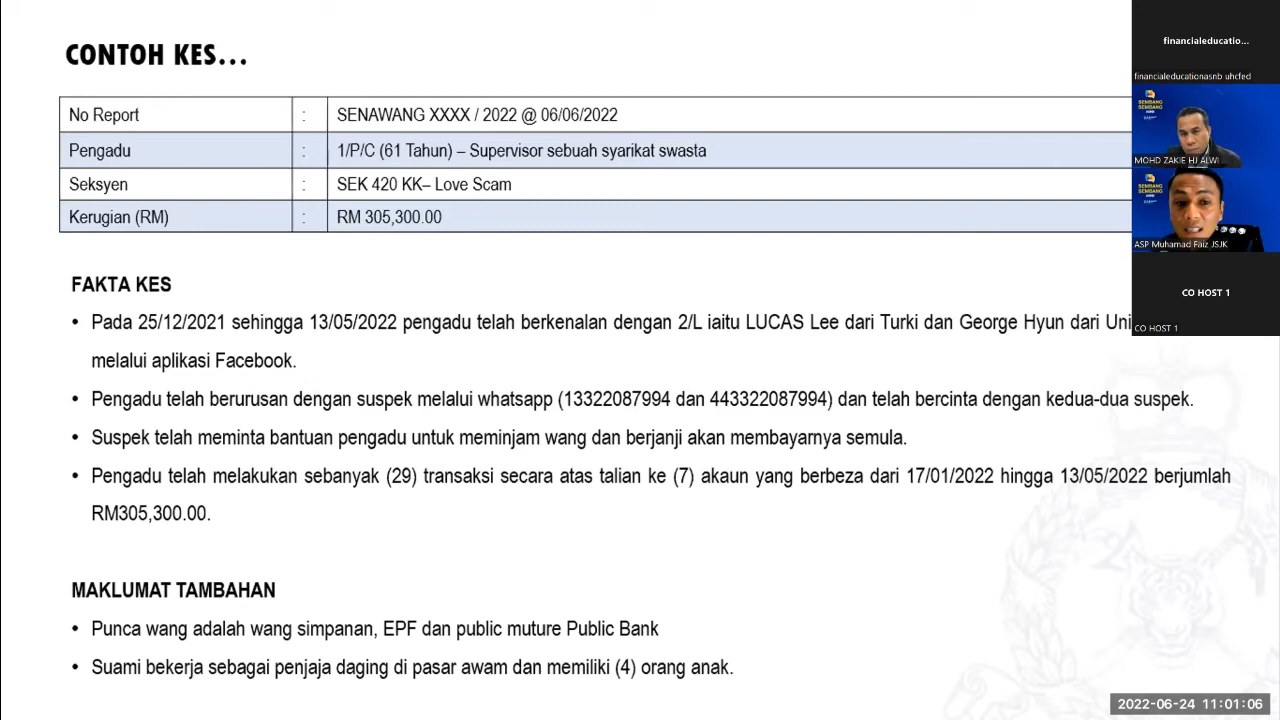 CONTOH KES...
No Report : SENAWANG XXXX / 2022 @ 06/06/2022
Pengadu : 1/P/C (61 Tahun) – Supervisor sebuah syarikat swasta
Seksyen : SEK 420 KK– Love Scam
Kerugian (RM) : RM 305,300.00
FAKTA KES
• Pada 25/12/2021 sehingga 13/05/2022 pengadu telah berkenalan dengan 2/L iaitu LUCAS Lee dari Turki dan George Hyun dari Uni
melalui aplikasi Facebook.
• Pengadu telah berurusan dengan suspek melalui whatsapp (13322087994 dan 443322087994) dan telah bercinta dengan kedua-dua suspek.
• Suspek telah meminta bantuan pengadu untuk meminjam wang dan berjanji akan membayarnya semula.
• Pengadu telah melakukan sebanyak (29) transaksi secara atas talian ke (7) akaun yang berbeza dari 17/01/2022 hingga 13/05/2022 berjumlah
RM305,300.00.
MAKLUMAT TAMBAHAN
• Punca wang adalah wang simpanan, EPF dan public muture Public Bank
• Suami bekerja sebagai penjaja daging di pasar awam dan memiliki (4) orang anak.
financialeducatio...
financialeducationasnb uhcfed
SEMBANG
SEMBANG
MOHD ZAKIE HJ ALWI
SEMBANG
SEMBANG
ASP Muhamad Faiz JSJK
CO HOST 1
CO HOST 1
2022-06-24 11:01:06